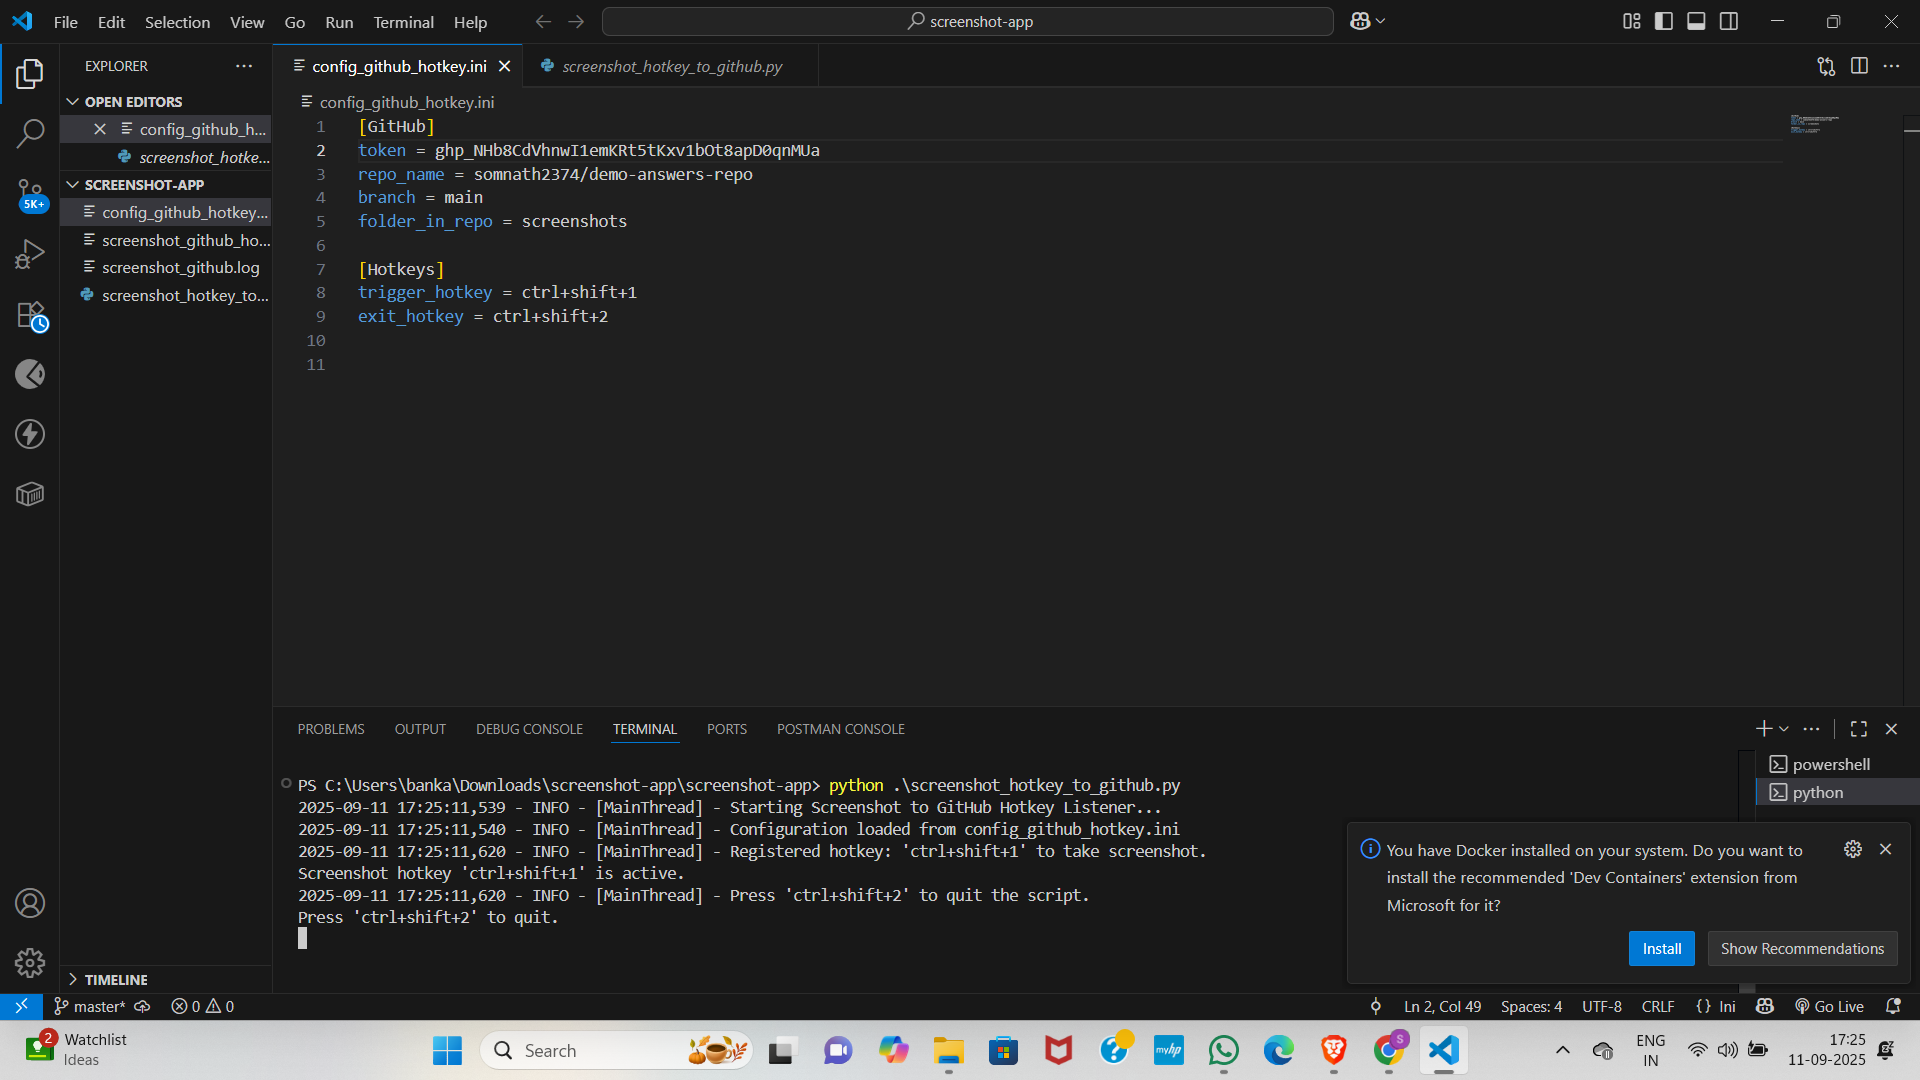 File Edit Selection View Go Run Terminal Help
screenshot-app
EXPLORER
OPEN EDITORS
config_github_h...
screenshot_hotke...
SCREENSHOT-APP
config_github_hotkey...
screenshot_github_ho...
screenshot_github.log
screenshot_hotkey_to...
5K+
TIMELINE
config_github_hotkey.ini
screenshot_hotkey_to_github.py
config_github_hotkey.ini
1 [GitHub]
2 token = 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
3 repo_name = somnath2374/demo-answers-repo
4 branch = main
5 folder_in_repo = screenshots
6
7 [Hotkeys]
8 trigger_hotkey = ctrl+shift+1
9 exit_hotkey = ctrl+shift+2
10
11
PROBLEMS OUTPUT DEBUG CONSOLE TERMINAL PORTS POSTMAN CONSOLE
PS C:\Users\banka\Downloads\screenshot-app\screenshot-app> python .\screenshot_hotkey_to_github.py
2025-09-11 17:25:11,539 - INFO - [MainThread] - Starting Screenshot to GitHub Hotkey Listener...
2025-09-11 17:25:11,540 - INFO - [MainThread] - Configuration loaded from config_github_hotkey.ini
2025-09-11 17:25:11,620 - INFO - [MainThread] - Registered hotkey: 'ctrl+shift+1' to take screenshot.
Screenshot hotkey 'ctrl+shift+1' is active.
2025-09-11 17:25:11,620 - INFO - [MainThread] - Press 'ctrl+shift+2' to quit the script.
Press 'ctrl+shift+2' to quit.
powershell
python
You have Docker installed on your system. Do you want to
install the recommended 'Dev Containers' extension from
Microsoft for it?
Install Show Recommendations
master* 0 0
Ln 2, Col 49 Spaces: 4 UTF-8 CRLF {} Ini Go Live
2
Watchlist
Ideas
Search
myhp
S
ENG
IN
17:25
11-09-2025